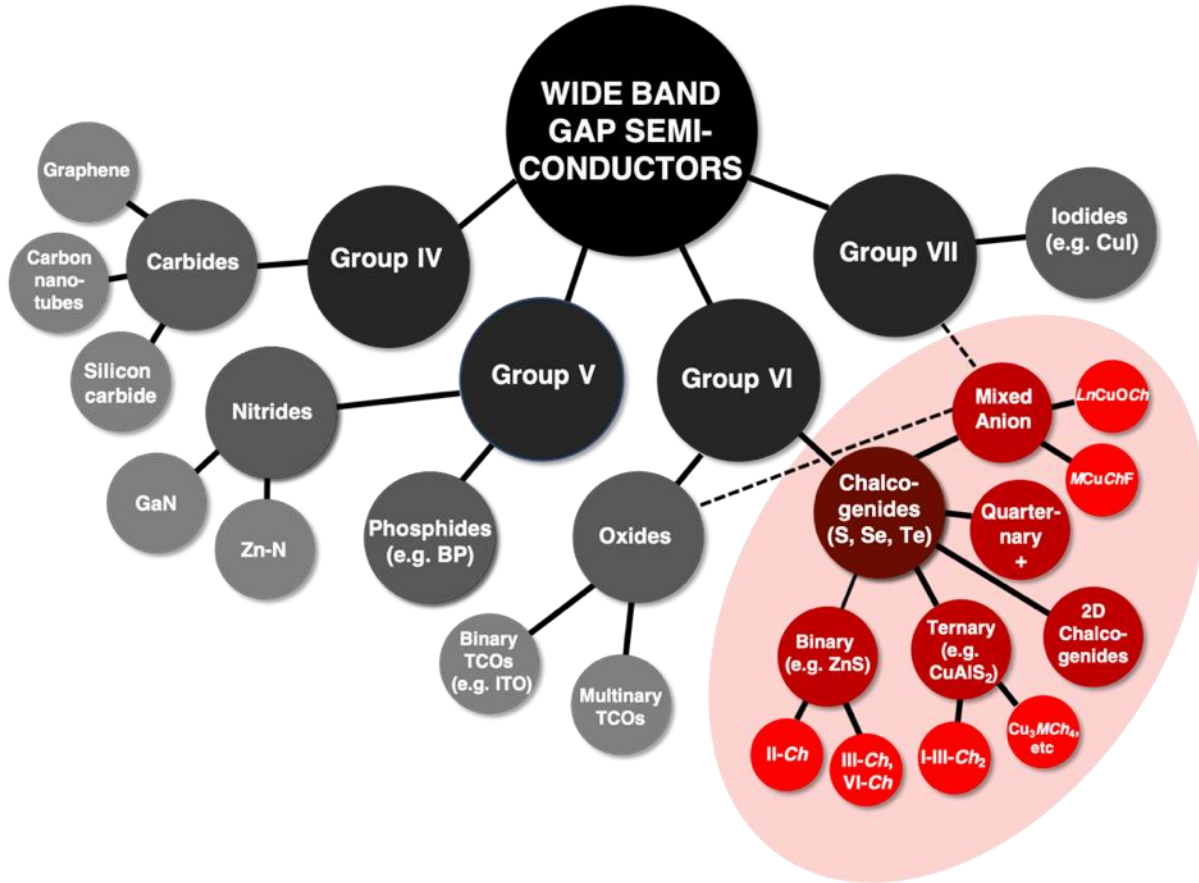 WIDE BAND
GAP SEMI-
CONDUCTORS
Graphene
Carbon
nano-
tubes
Silicon
carbide
Carbides
Group IV
Group V
Nitrides
GaN
Zn-N
Phosphides
(e.g. BP)
Group VI
Oxides
Binary
TCOs
(e.g. ITO)
Multinary
TCOs
Group VII
Iodides
(e.g. CuI)
Mixed
Anion
LnCuOCh
MCuChF
Chalco-
genides
(S, Se, Te)
Quarter-
nary
+
2D
Chalco-
genides
Binary
(e.g. ZnS)
Ternary
(e.g.
CuAlS₂)
II-Ch
III-Ch,
VI-Ch
I-III-Ch₂
Cu₃MCh₄,
etc